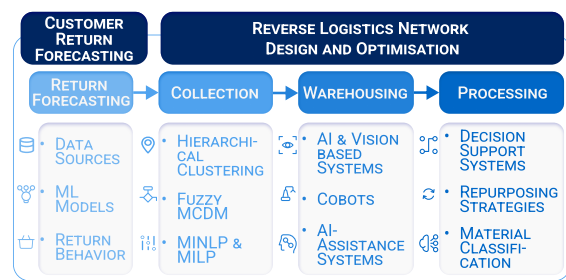 Customer
Return
Forecasting
Reverse Logistics Network
Design and Optimisation
Return
Forecasting
Collection
Warehousing
Processing
• Data
Sources
• ML
Models
• Return
Behavior
• Hierarchi-
cal
Clustering
• Fuzzy
MCDM
• MINLP &
MILP
• AI & Vision
based
Systems
• Cobots
• AI-
Assistance
Systems
• Decision
Support
Systems
• Repurposing
Strategies
• Material
Classifi-
cation